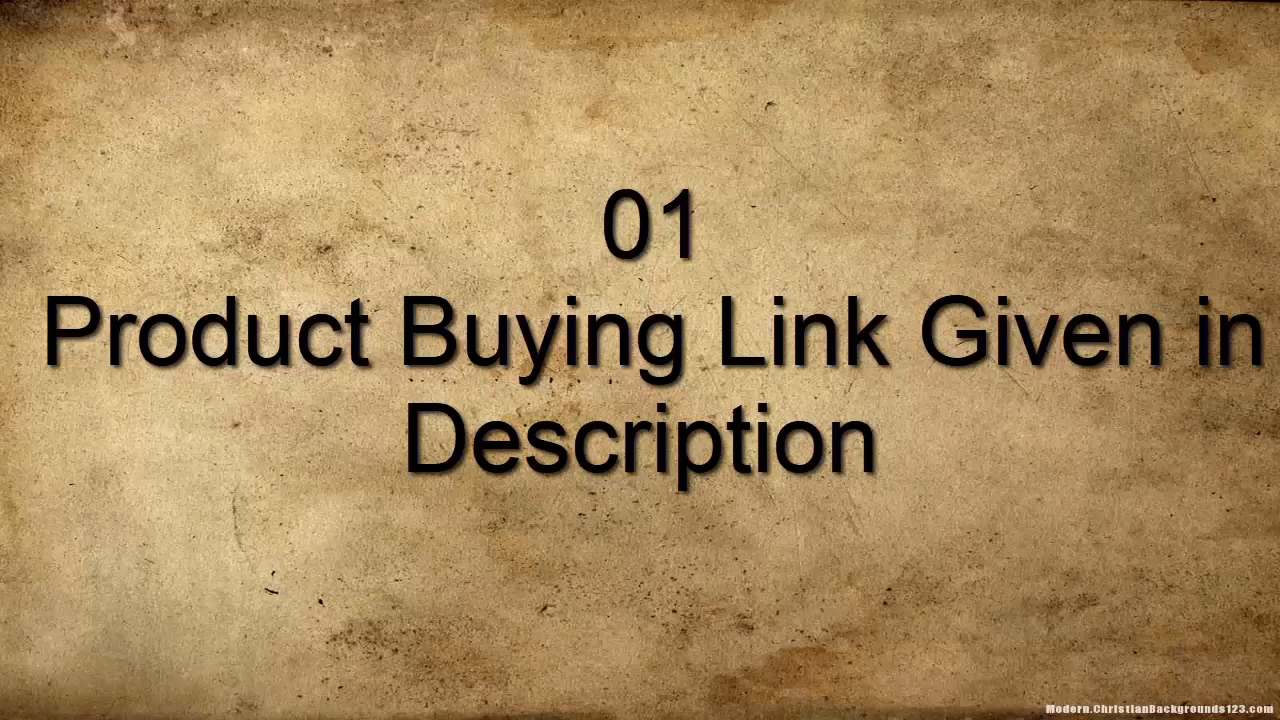 01
Product Buying Link Given in
Description
Modern.ChristianBackgrounds123.com